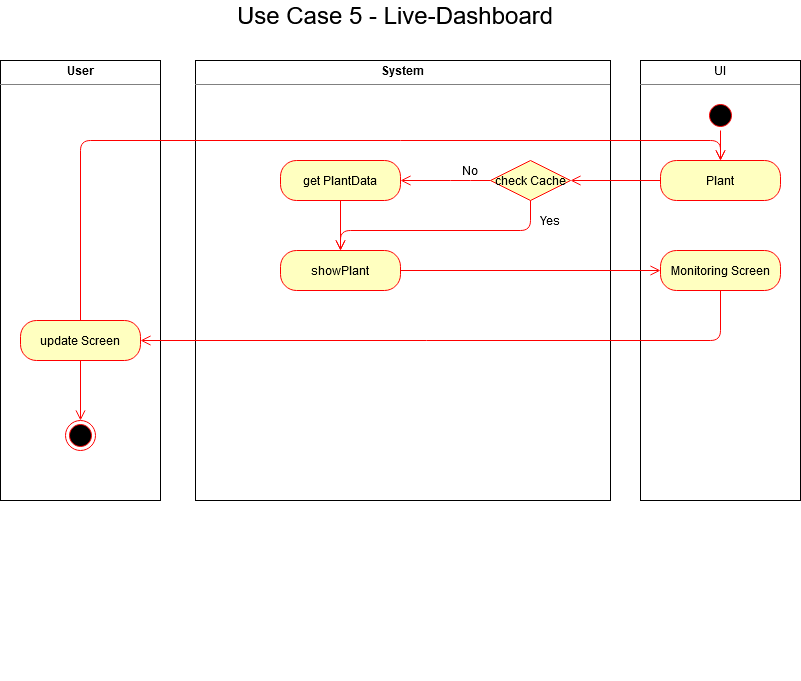 Use Case 5 - Live-Dashboard
User
System
UI
No
get PlantData
check Cache
Plant
Yes
showPlant
Monitoring Screen
update Screen